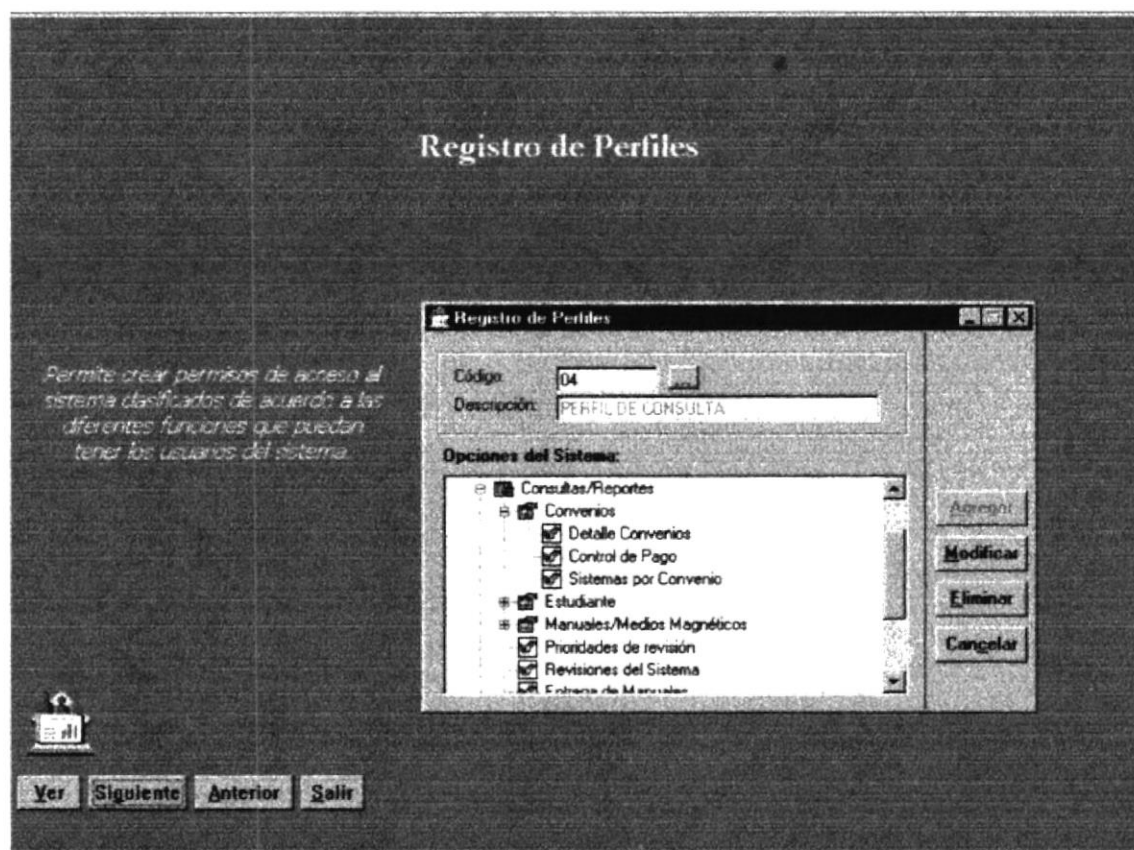 Registro de Perfiles
Permite crear permisos de acceso al
sistema clasificados de acuerdo a las
diferentes funciones que puedan
tener los usuarios del sistema.
Registro de Perfiles
Código: 04 ...
Descripción: PERFIL DE CONSULTA
Opciones del Sistema:
Consultas/Reportes
Convenios
Detalle Convenios
Control de Pago
Sistemas por Convenio
Estudiante
Manuales/Medios Magnéticos
Prioridades de revisión
Revisiones del Sistema
Entrega de Manuales
Agregar
Modificar
Eliminar
Cancelar
Ver Siguiente Anterior Salir